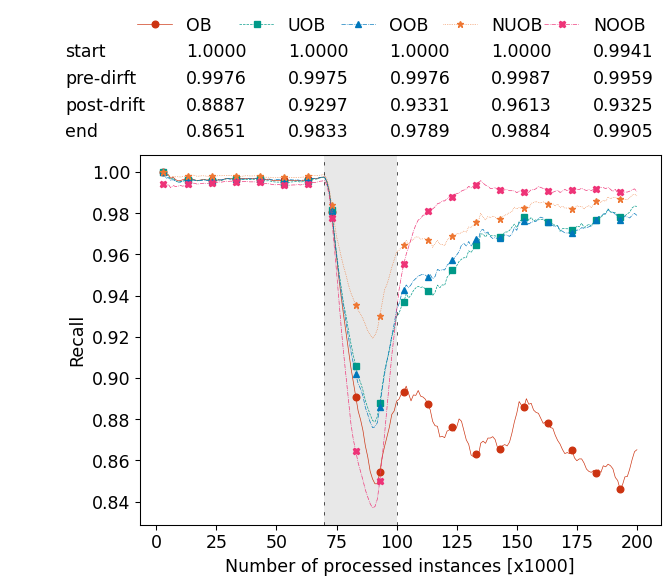 OB UOB OOB NUOB NOOB
start 1.0000 1.0000 1.0000 1.0000 0.9941
pre-dirft 0.9976 0.9975 0.9976 0.9987 0.9959
post-drift 0.8887 0.9297 0.9331 0.9613 0.9325
end 0.8651 0.9833 0.9789 0.9884 0.9905
1.00
0.98
0.96
0.94
0.92
0.90
0.88
0.86
0.84
Recall
0 25 50 75 100 125 150 175 200
Number of processed instances [x1000]